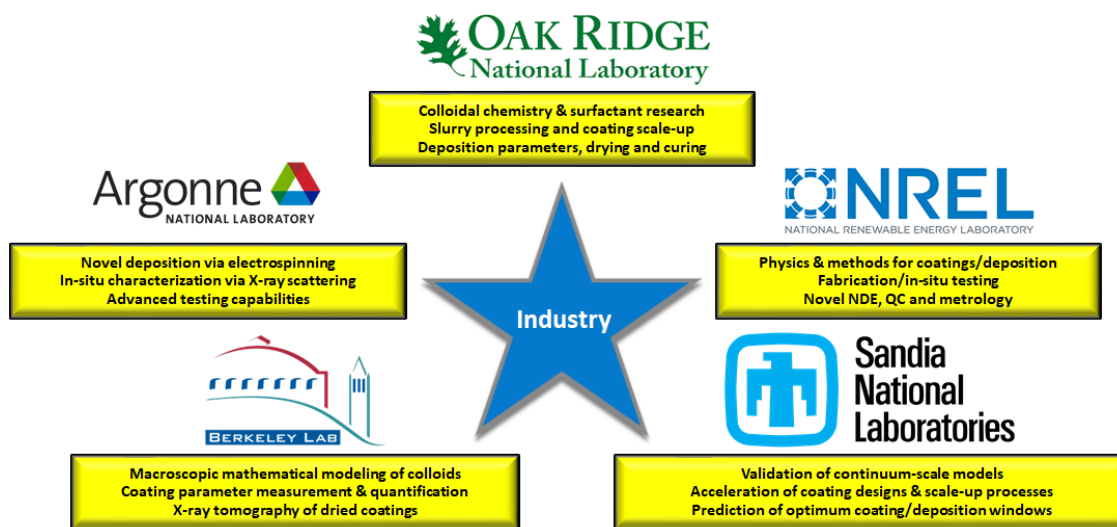 OAK RIDGE
National Laboratory
Colloidal chemistry & surfactant research
Slurry processing and coating scale-up
Deposition parameters, drying and curing
Argonne
NATIONAL LABORATORY
Novel deposition via electrospinning
In-situ characterization via X-ray scattering
Advanced testing capabilities
NREL
NATIONAL RENEWABLE ENERGY LABORATORY
Physics & methods for coatings/deposition
Fabrication/in-situ testing
Novel NDE, QC and metrology
Industry
BERKELEY LAB
Macroscopic mathematical modeling of colloids
Coating parameter measurement & quantification
X-ray tomography of dried coatings
Sandia
National
Laboratories
Validation of continuum-scale models
Acceleration of coating designs & scale-up processes
Prediction of optimum coating/deposition windows